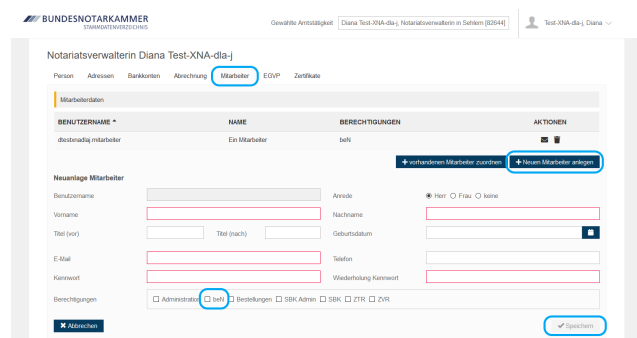 BUNDESNOTARKAMMER
STAMMDATENVERZEICHNIS
Gewählte Amtstätigkeit Diana Test-XNA-dla-j, Notariatsverwalterin in Sehlem [82644] Test-XNA-dla-j, Diana
Notariatsverwalterin Diana Test-XNA-dla-j
Person Adressen Bankkonten Abrechnung Mitarbeiter EGVP Zertifikate
Mitarbeiterdaten
BENUTZERNAME NAME BERECHTIGUNGEN AKTIONEN
dtestxnadlaj.mitarbeiter Ein Mitarbeiter beN
+ vorhandenen Mitarbeiter zuordnen + Neuen Mitarbeiter anlegen
Neuanlage Mitarbeiter
Benutzername Anrede Herr Frau keine
Vorname Nachname
Titel (vor) Titel (nach) Geburtsdatum
E-Mail Telefon
Kennwort Wiederholung Kennwort
Berechtigungen Administration beN Bestellungen SBK Admin SBK ZTR ZVR
Abbrechen Speichern